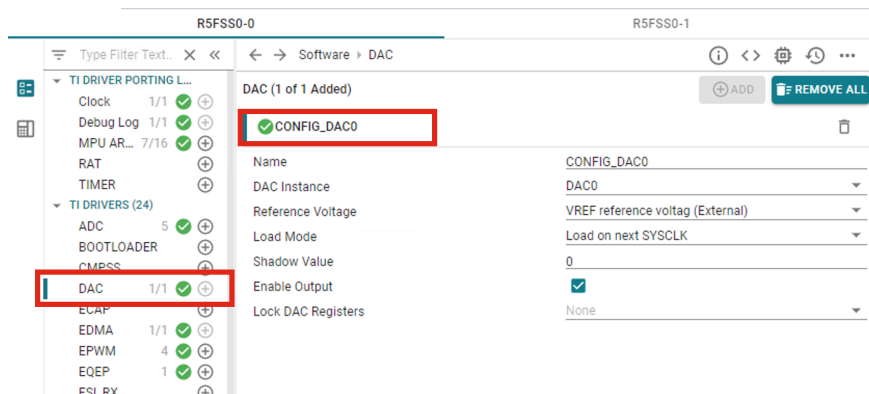 R5FSS0-0 R5FSS0-1
Type Filter Text.. Software DAC
TI DRIVER PORTING L...
Clock 1/1
Debug Log 1/1
MPU AR... 7/16
RAT
TIMER
TI DRIVERS (24)
ADC 5
BOOTLOADER
CMPSS
DAC 1/1
ECAP
EDMA 1/1
EPWM 4
EQEP 1
FSI_RX
DAC (1 of 1 Added) ADD REMOVE ALL
CONFIG_DAC0
Name CONFIG_DAC0
DAC Instance DAC0
Reference Voltage VREF reference voltag (External)
Load Mode Load on next SYSCLK
Shadow Value 0
Enable Output
Lock DAC Registers None